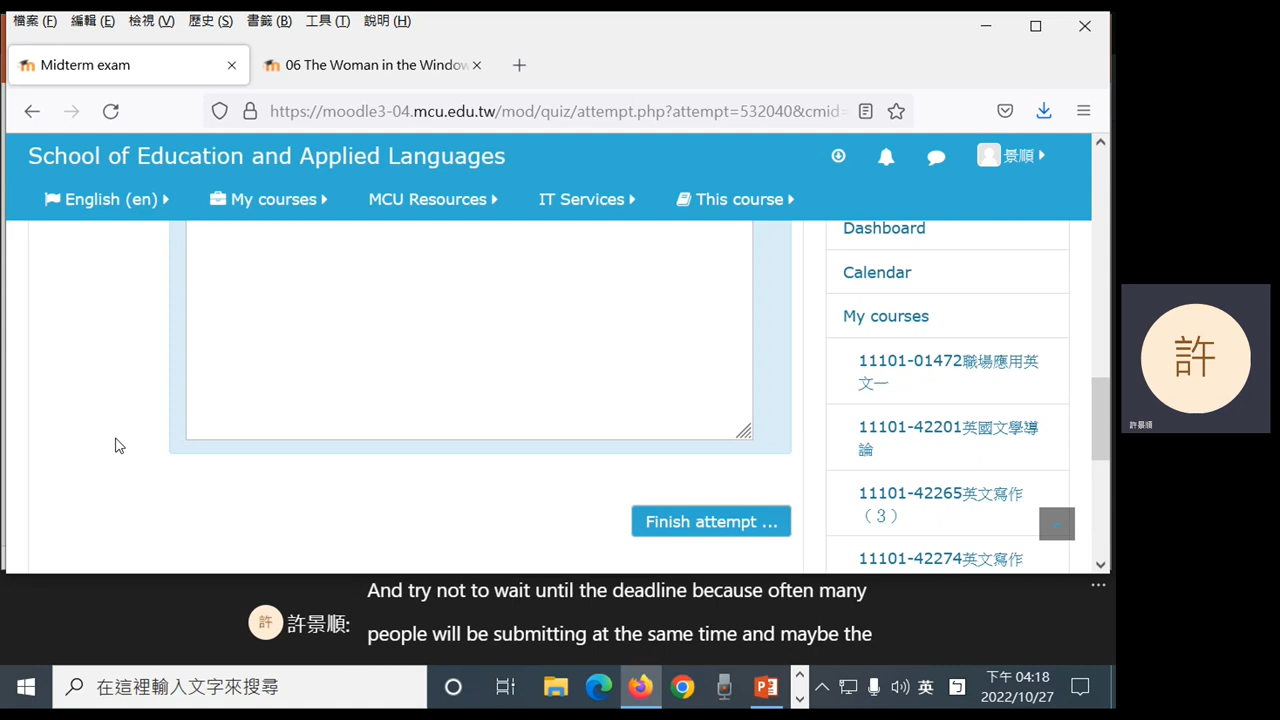 檔案 (F) 編輯 (E) 檢視 (V) 歷史 (S) 書籤 (B) 工具 (T) 說明 (H)
Midterm exam
06 The Woman in the Window
https://moodle3-04.mcu.edu.tw/mod/quiz/attempt.php?attempt=532040&cmid=
School of Education and Applied Languages
景順
English (en)
My courses
MCU Resources
IT Services
This course
Dashboard
Calendar
My courses
11101-01472職場應用英
文一
11101-42201英國文學導
論
11101-42265英文寫作
（3）
11101-42274英文寫作
Finish attempt ...
許
許景順
And try not to wait until the deadline because often many
許
許景順:
people will be submitting at the same time and maybe the
在這裡輸入文字來搜尋
英
下午 04:18
2022/10/27